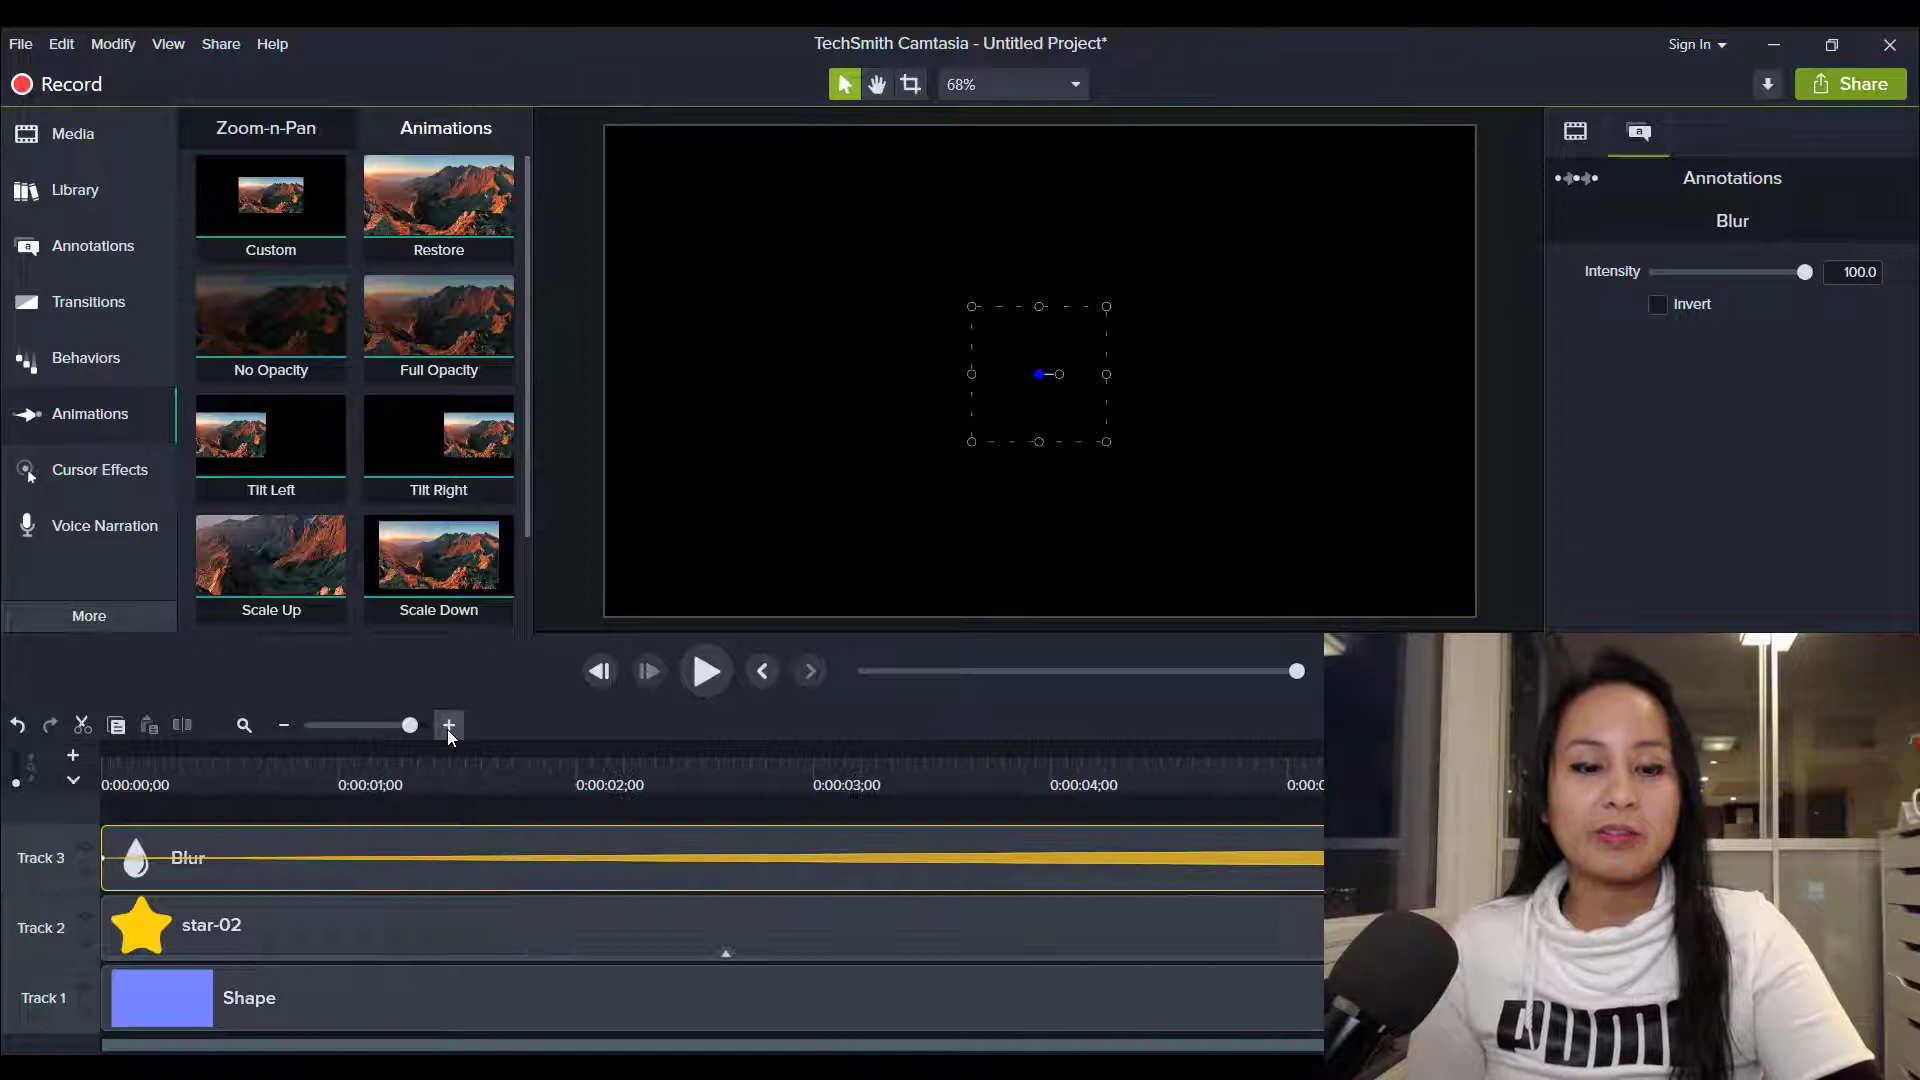 File Edit Modify View Share Help
TechSmith Camtasia - Untitled Project*
Sign In
Record
68%
Share
Media
Library
Annotations
Transitions
Behaviors
Animations
Cursor Effects
Voice Narration
More
Zoom-n-Pan Animations
Custom Restore
No Opacity Full Opacity
Tilt Left Tilt Right
Scale Up Scale Down
a
a
Annotations
Blur
Intensity 100.0
Invert
0:00:00;00 0:00:01;00 0:00:02;00 0:00:03;00 0:00:04;00 0:00:0
Track 3 Blur
Track 2 star-02
Track 1 Shape
PUMA